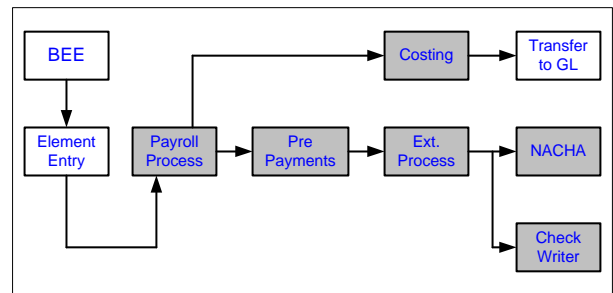 BEE
Costing
Transfer
to GL
Element
Entry
Payroll
Process
Pre
Payments
Ext.
Process
NACHA
Check
Writer